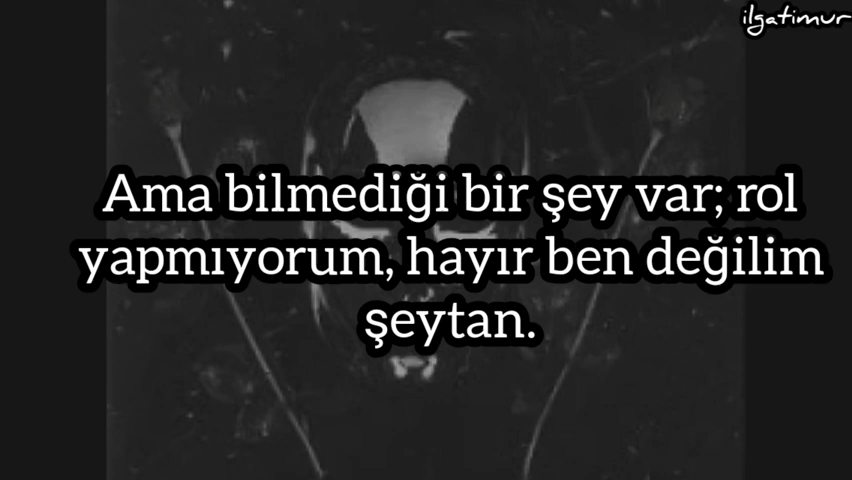 ilgatimur
Ama bilmediği bir şey var; rol
yapmıyorum, hayır ben değilim
şeytan.